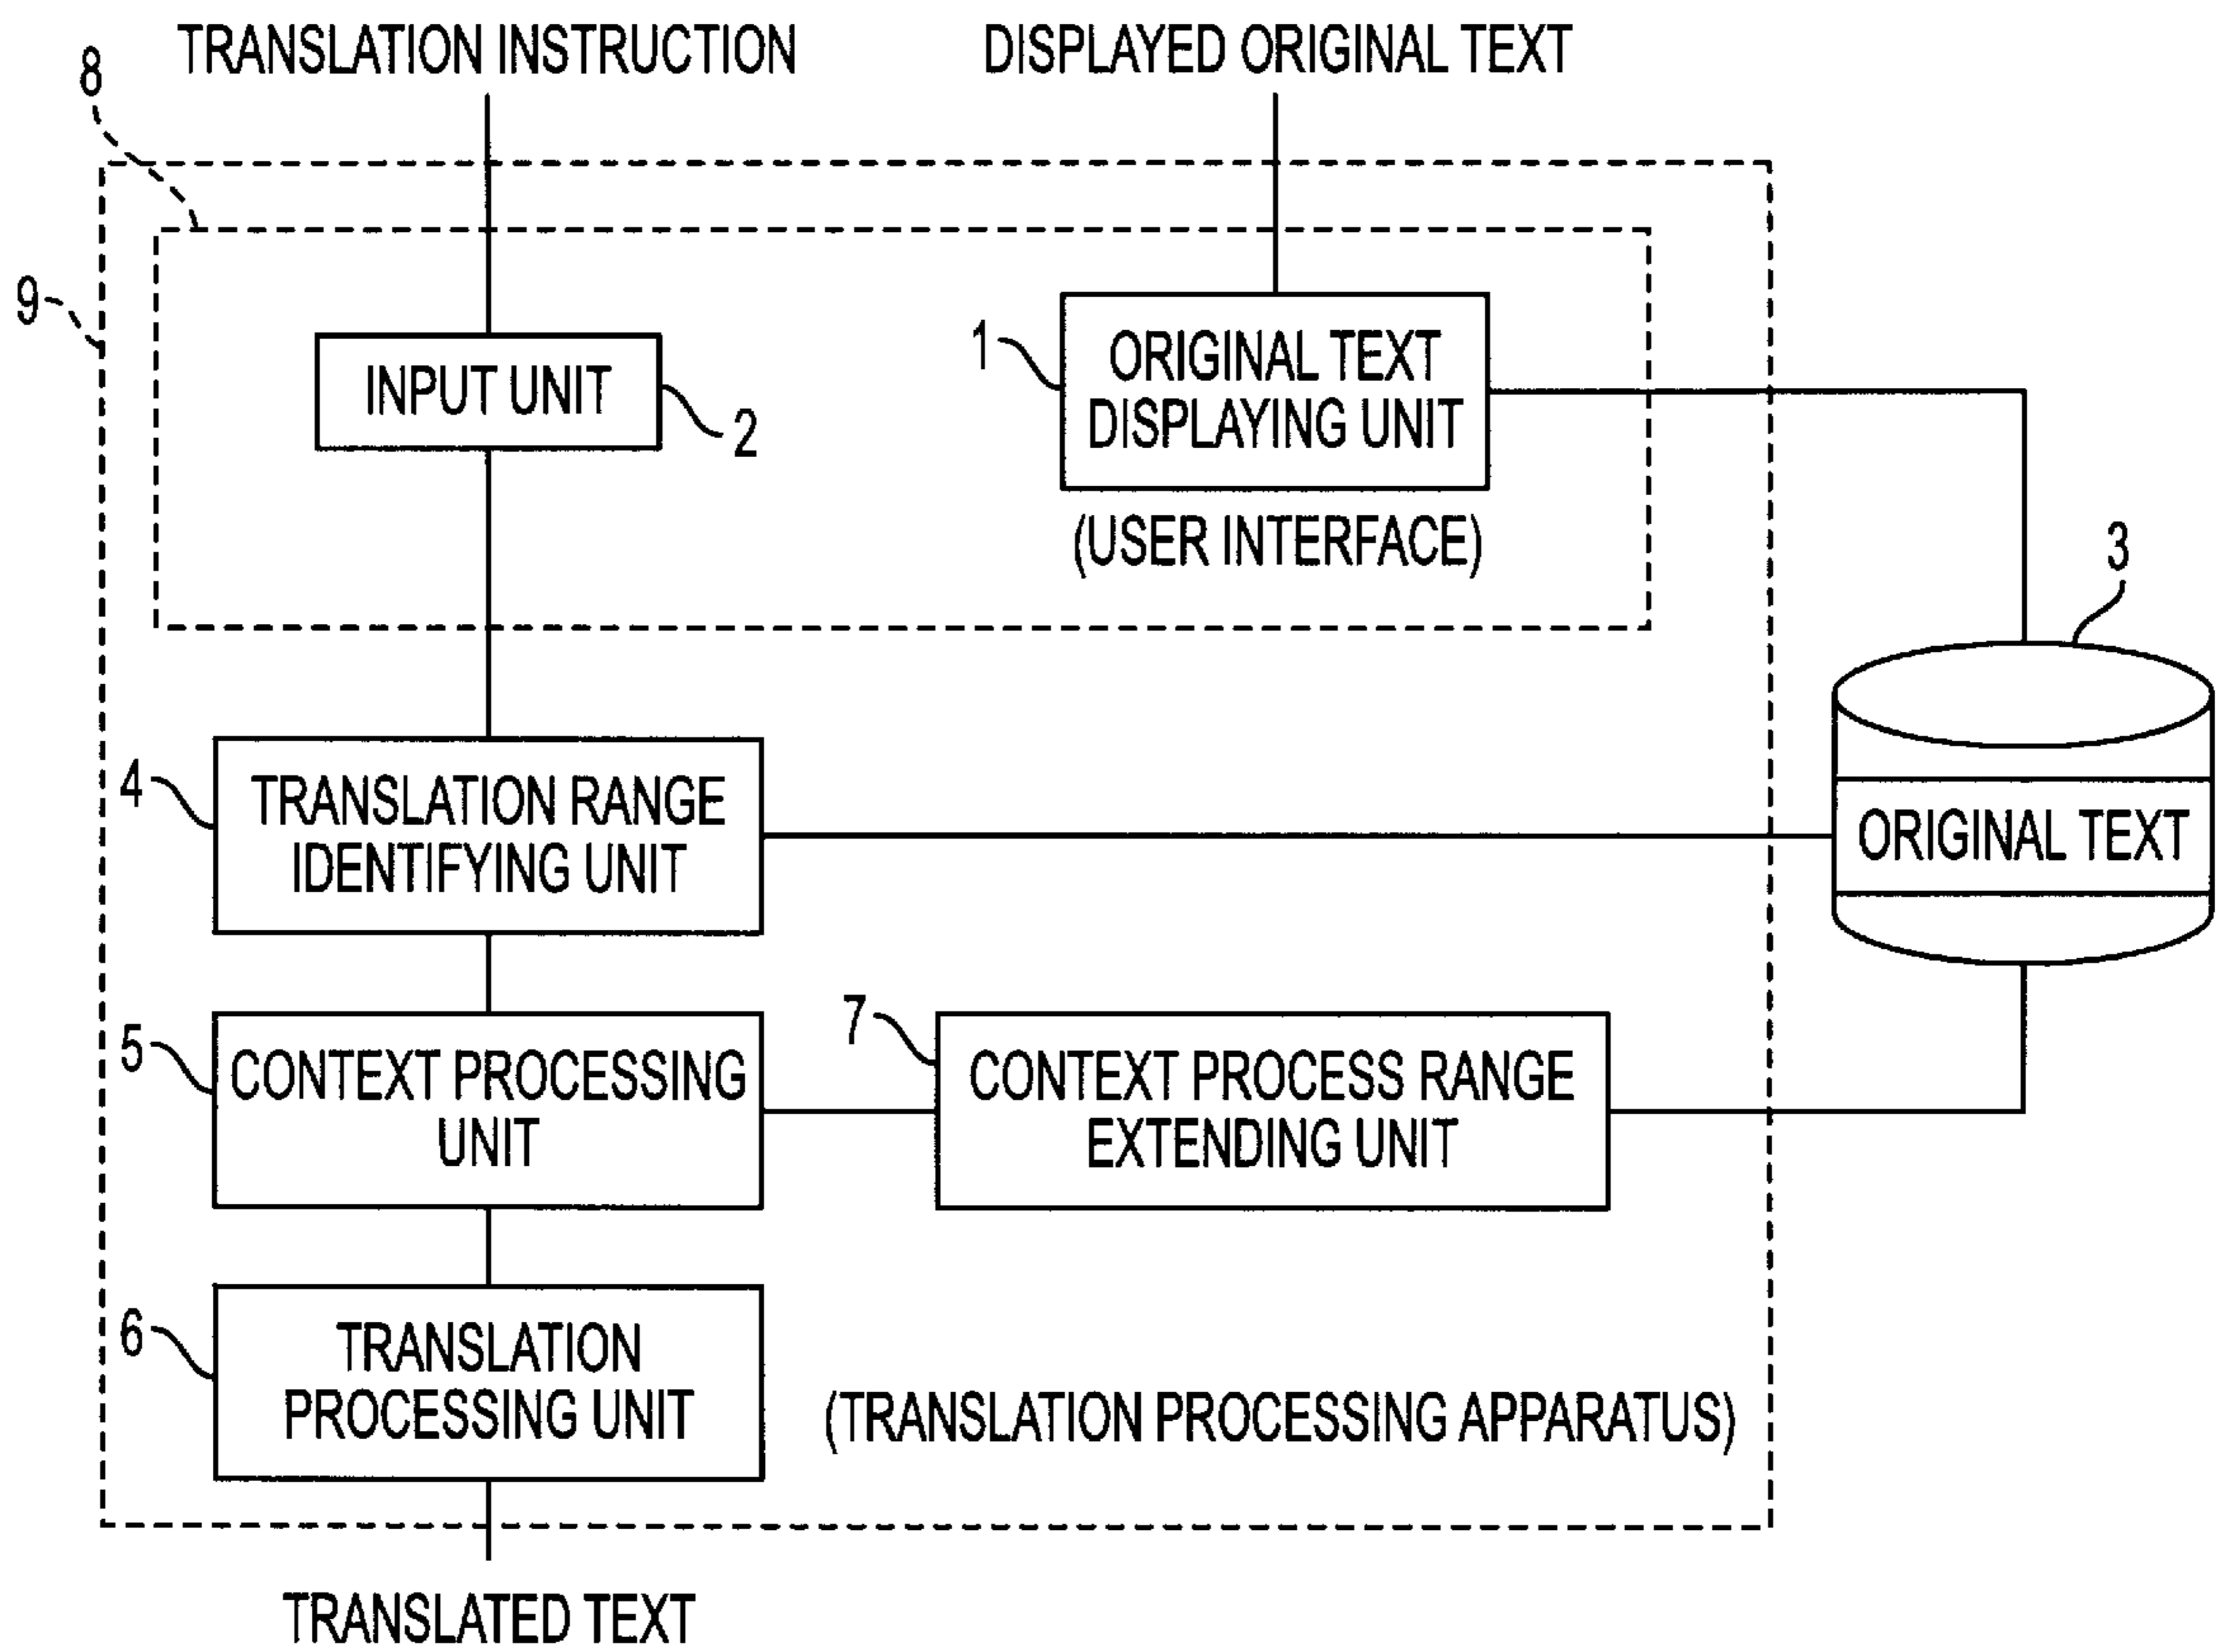 TRANSLATION INSTRUCTION
DISPLAYED ORIGINAL TEXT
8
9
INPUT UNIT
2
1
ORIGINAL TEXT
DISPLAYING UNIT
(USER INTERFACE)
3
ORIGINAL TEXT
4
TRANSLATION RANGE
IDENTIFYING UNIT
5
CONTEXT PROCESSING
UNIT
7
CONTEXT PROCESS RANGE
EXTENDING UNIT
6
TRANSLATION
PROCESSING UNIT
(TRANSLATION PROCESSING APPARATUS)
TRANSLATED TEXT